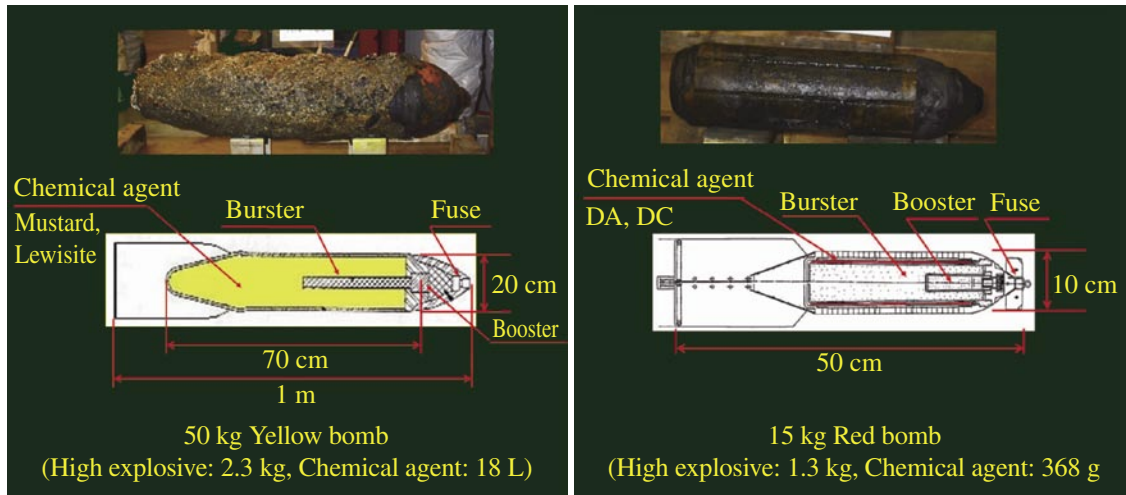 Chemical agent
Mustard,
Lewisite
Burster
Fuse
20 cm
Booster
70 cm
1 m
50 kg Yellow bomb
(High explosive: 2.3 kg, Chemical agent: 18 L)
Chemical agent
DA, DC
Burster
Booster
Fuse
10 cm
50 cm
15 kg Red bomb
(High explosive: 1.3 kg, Chemical agent: 368 g